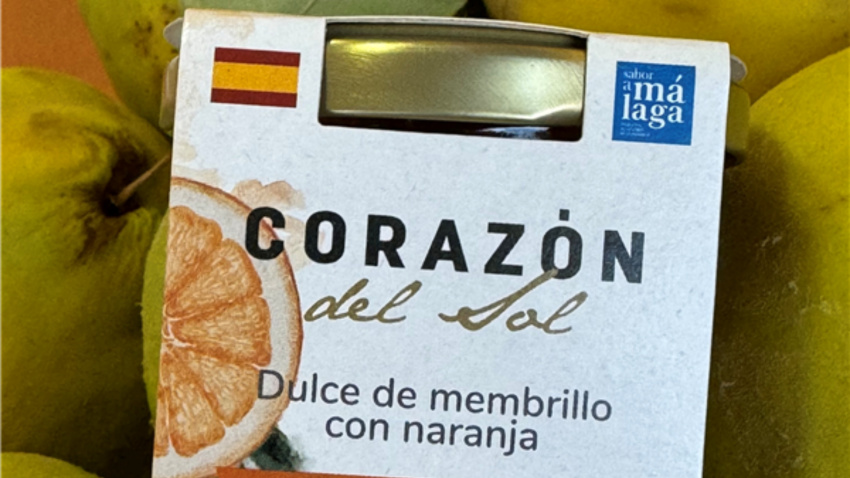 sabor
a má
laga
CORAZÓN
del Sol
Dulce de membrillo
con naranja